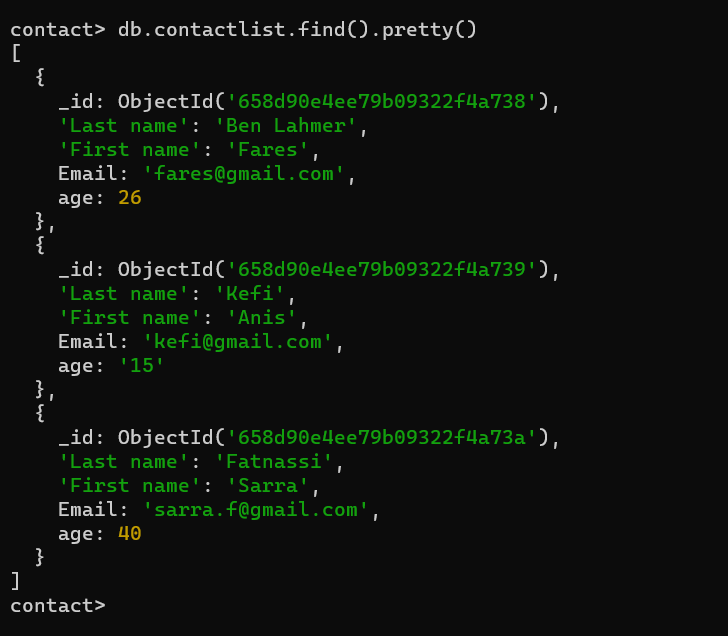 contact> db.contactlist.find().pretty()
[
  {
    _id: ObjectId('658d90e4ee79b09322f4a738'),
    'Last name': 'Ben Lahmer',
    'First name': 'Fares',
    Email: 'fares@gmail.com',
    age: 26
  },
  {
    _id: ObjectId('658d90e4ee79b09322f4a739'),
    'Last name': 'Kefi',
    'First name': 'Anis',
    Email: 'kefi@gmail.com',
    age: '15'
  },
  {
    _id: ObjectId('658d90e4ee79b09322f4a73a'),
    'Last name': 'Fatnassi',
    'First name': 'Sarra',
    Email: 'sarra.f@gmail.com',
    age: 40
  }
]
contact>